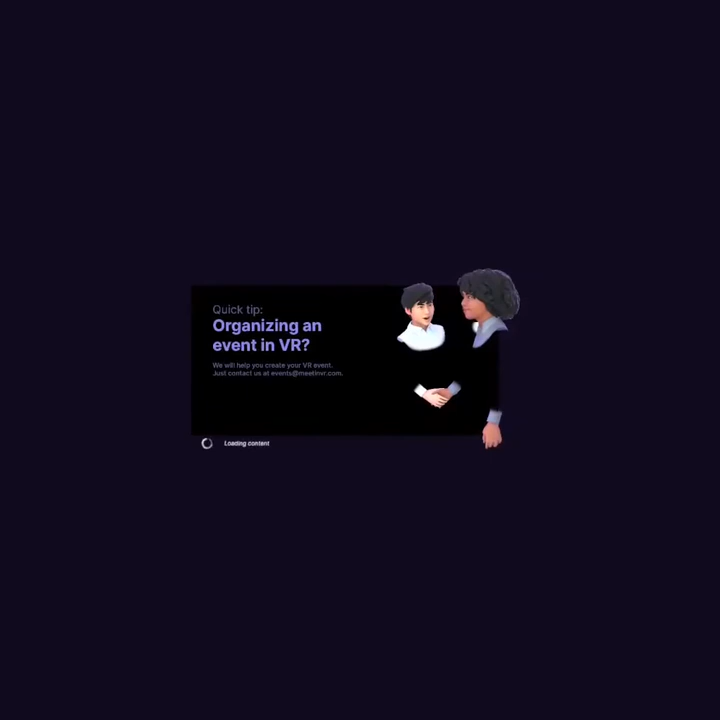 Quick tip:
Organizing an
event in VR?
We will help you create your VR event.
Just contact us at events@meetinvr.com.
Loading content